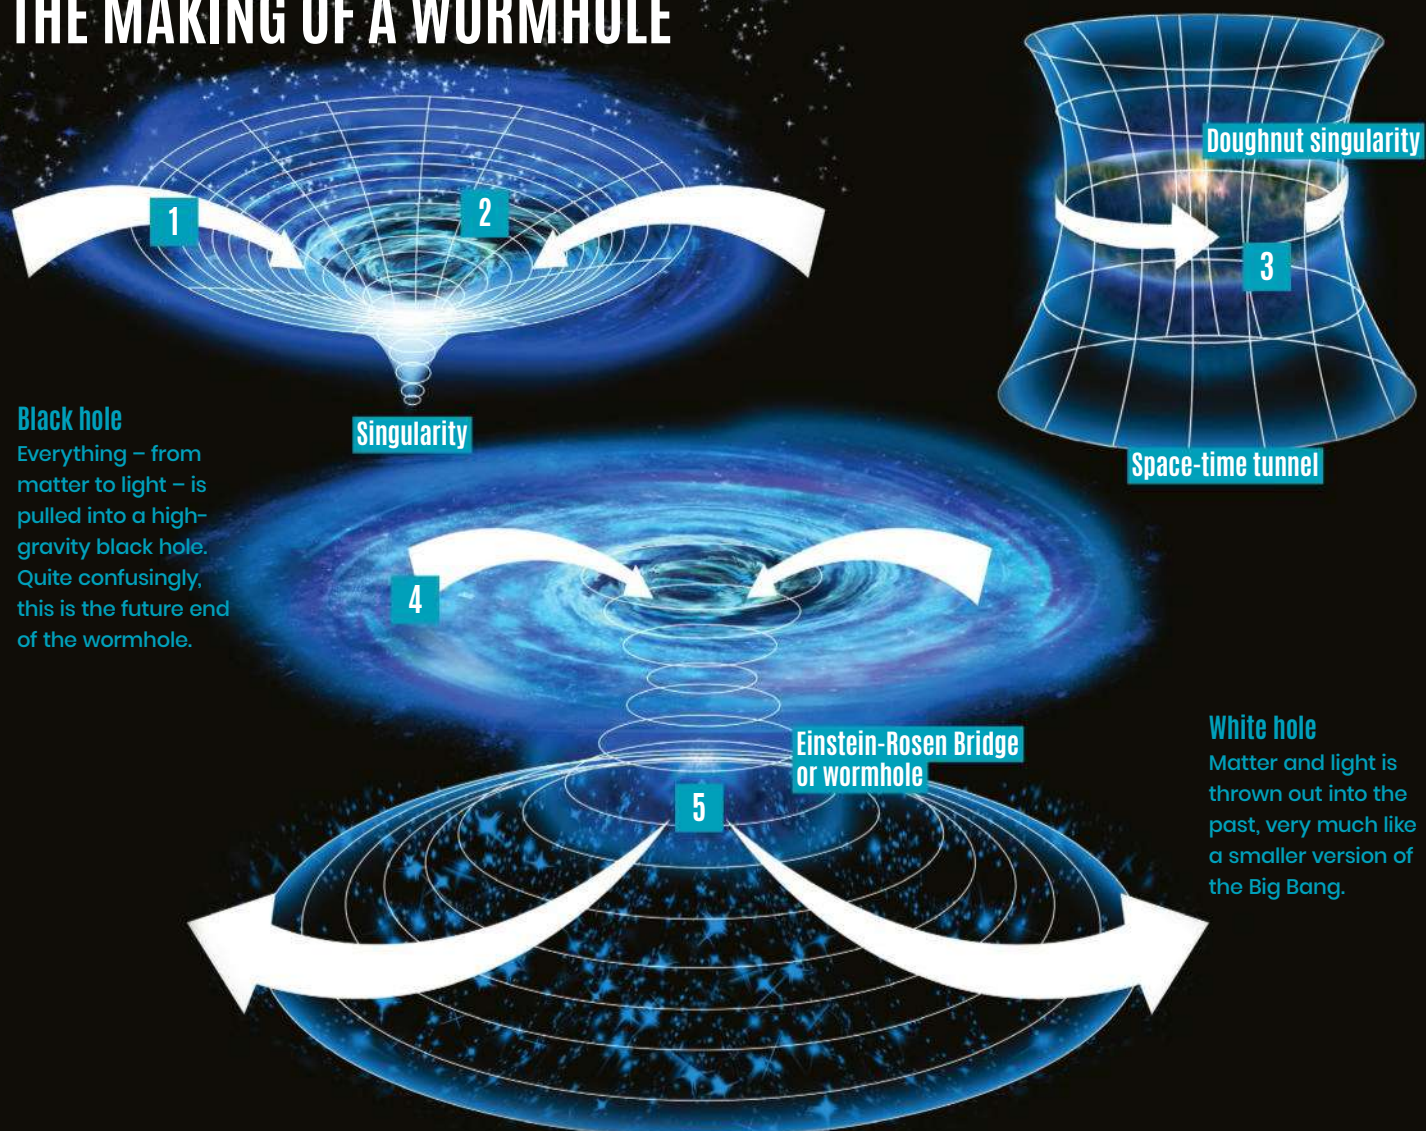 THE MAKING OF A WORMHOLE
1
2
Singularity
Doughnut singularity
3
Space-time tunnel
Black hole
Everything – from
matter to light – is
pulled into a high-
gravity black hole.
Quite confusingly,
this is the future end
of the wormhole.
4
Einstein-Rosen Bridge
or wormhole
5
White hole
Matter and light is
thrown out into the
past, very much like
a smaller version of
the Big Bang.